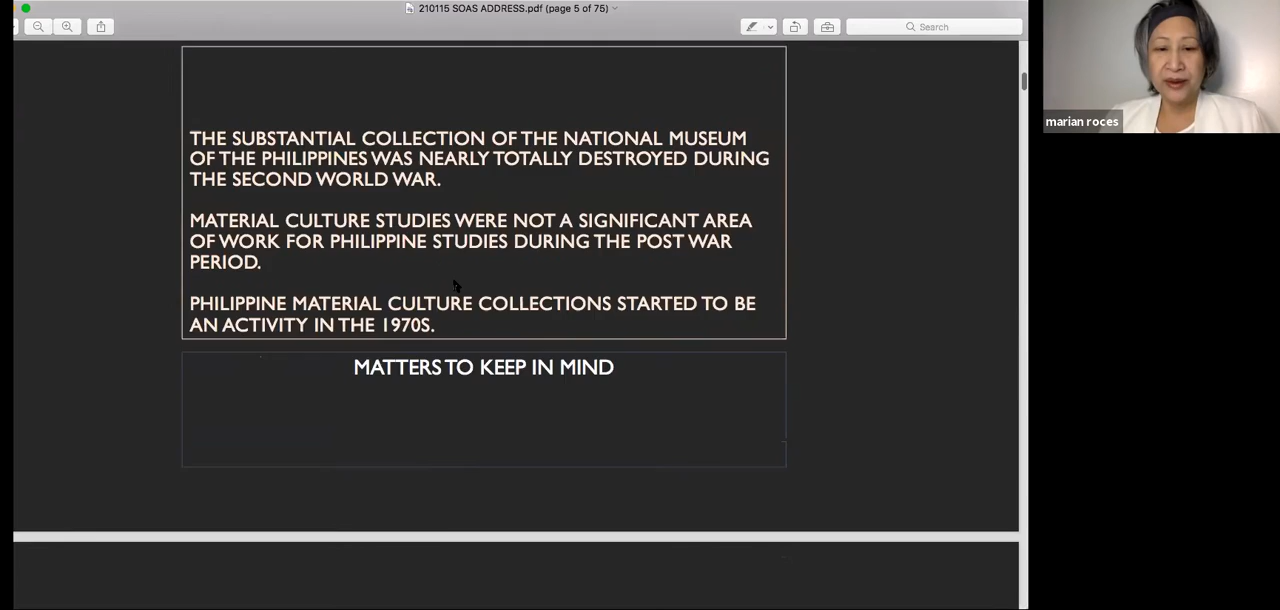 210115 SOAS ADDRESS.pdf (page 5 of 75)
Search
marian roces
THE SUBSTANTIAL COLLECTION OF THE NATIONAL MUSEUM
OF THE PHILIPPINES WAS NEARLY TOTALLY DESTROYED DURING
THE SECOND WORLD WAR.
MATERIAL CULTURE STUDIES WERE NOT A SIGNIFICANT AREA
OF WORK FOR PHILIPPINE STUDIES DURING THE POST WAR
PERIOD.
PHILIPPINE MATERIAL CULTURE COLLECTIONS STARTED TO BE
AN ACTIVITY IN THE 1970S.
MATTERS TO KEEP IN MIND